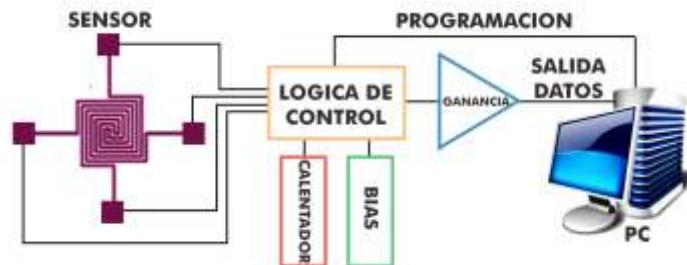 SENSOR
PROGRAMACION
LOGICA DE
CONTROL
GANANCIA
SALIDA
DATOS
CALENTADOR
BIAS
PC